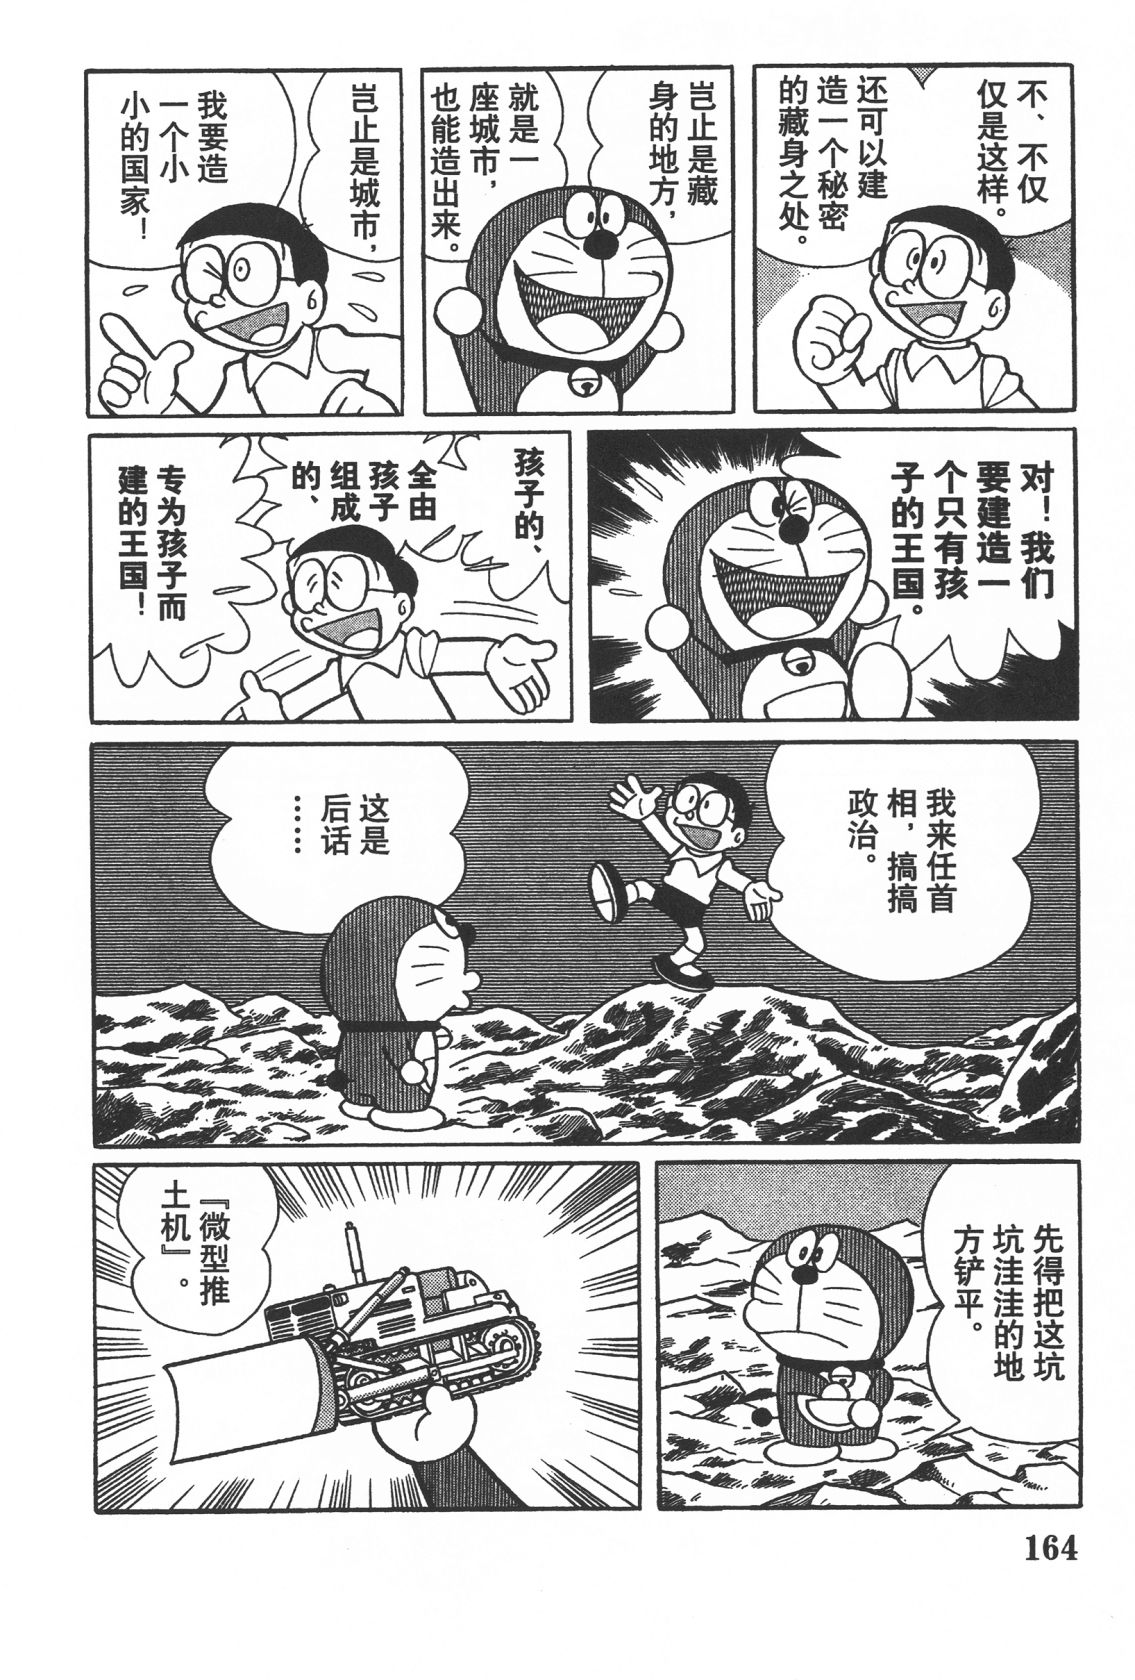 不、不仅
仅是这样。
还可以建
造一个秘密
的藏身之处。
岂止是藏
身的地方，
就是一
座城市，
也能造出来。
岂止是城市，
我要造
一个小
小的国家！
对！我们
要建造一
个只有孩
子的王国。
孩子的、
全由
孩子
组成
的、
专为孩子而
建的王国！
我来任首
相，搞搞
政治。
这是
后话
……
先得把这坑
坑洼洼的地
方铲平。
『微型推
土机』。
164